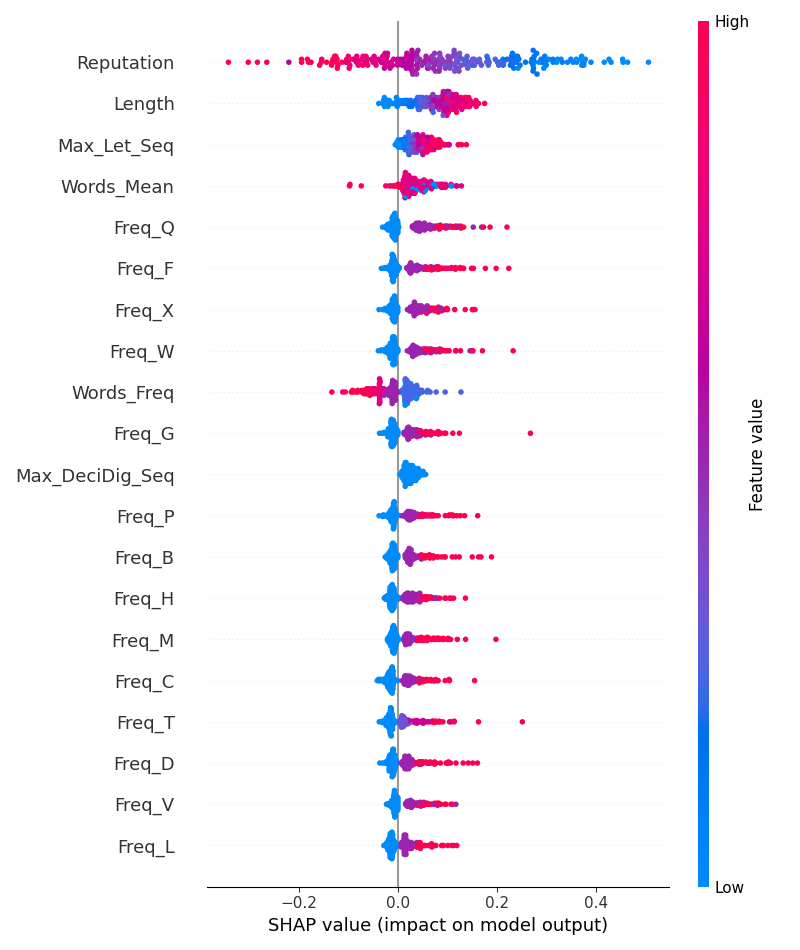 High
Reputation
Length
Max_Let_Seq
Words_Mean
Freq_Q
Freq_F
Freq_X
Freq_W
Words_Freq
Freq_G
Max_DeciDig_Seq
Freq_P
Freq_B
Freq_H
Freq_M
Freq_C
Freq_T
Freq_D
Freq_V
Freq_L
Feature value
Low
−0.2 0.0 0.2 0.4
SHAP value (impact on model output)